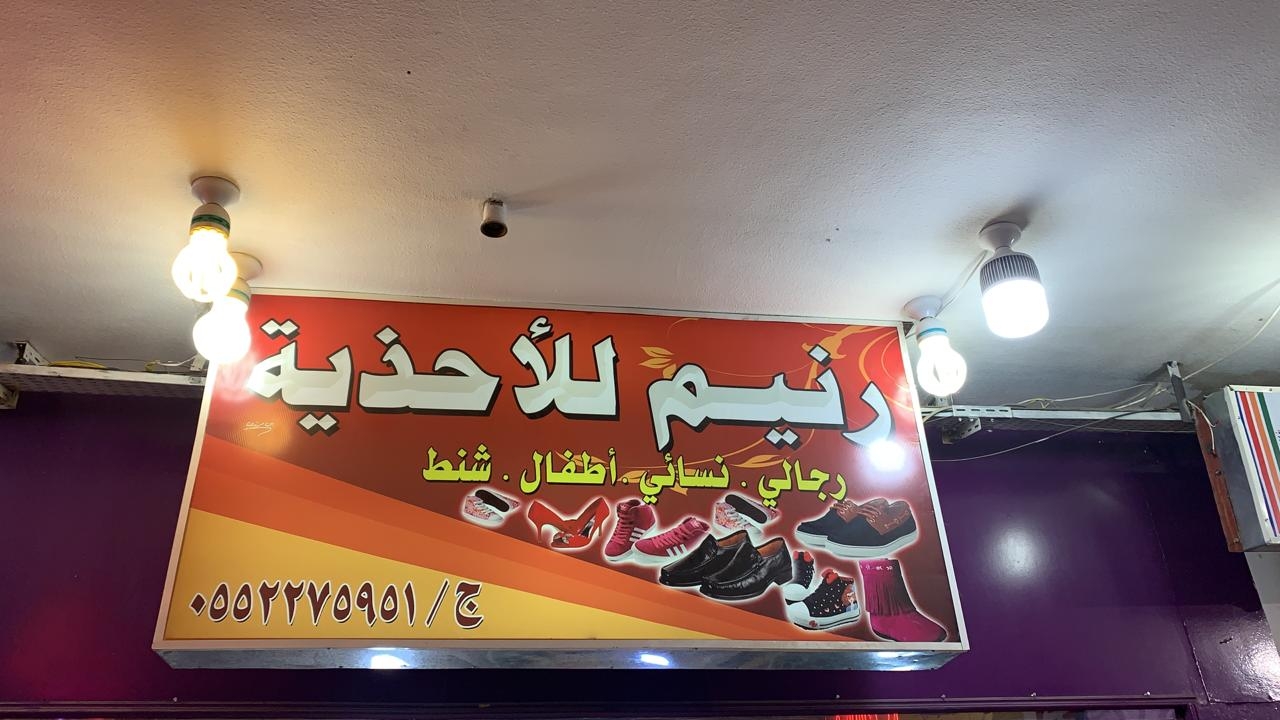 رنيم للأحذية
رجالي . نسائي . أطفال . شنط
ج / ٠٥٥٢٢٧٥٩٥١